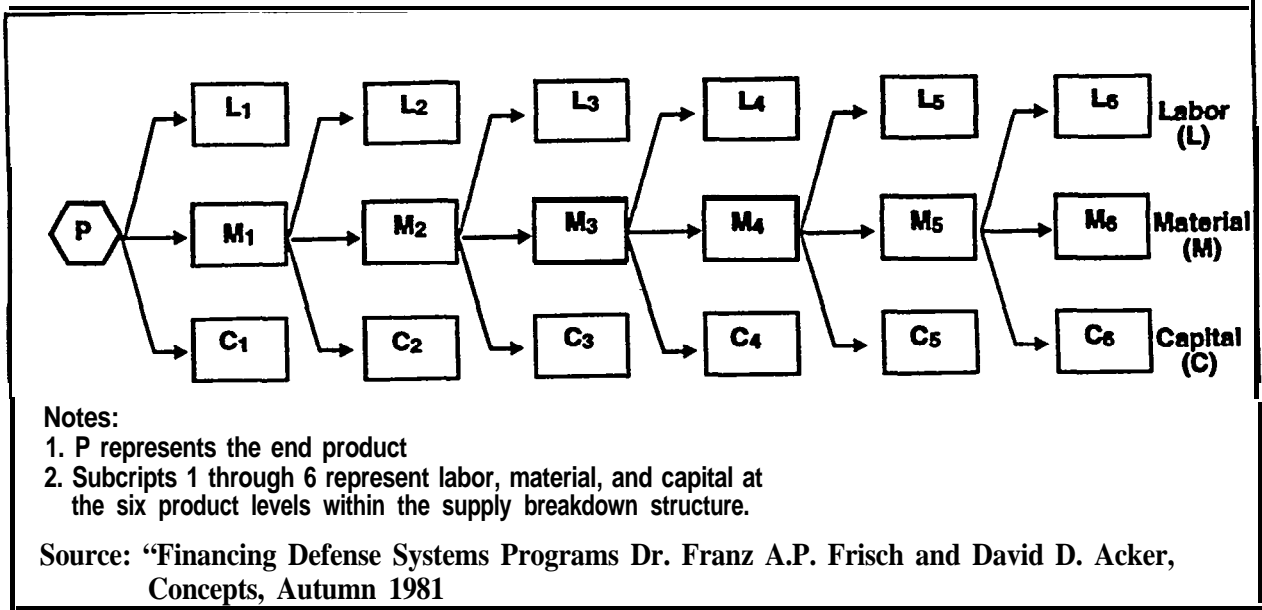 L1 L2 L3 L4 L5 L6 Labor
(L)
P M1 M2 M3 M4 M5 M6 Material
(M)
C1 C2 C3 C4 C5 C6 Capital
(C)
Notes:
1. P represents the end product
2. Subcripts 1 through 6 represent labor, material, and capital at
the six product levels within the supply breakdown structure.
Source: “Financing Defense Systems Programs Dr. Franz A.P. Frisch and David D. Acker,
Concepts, Autumn 1981